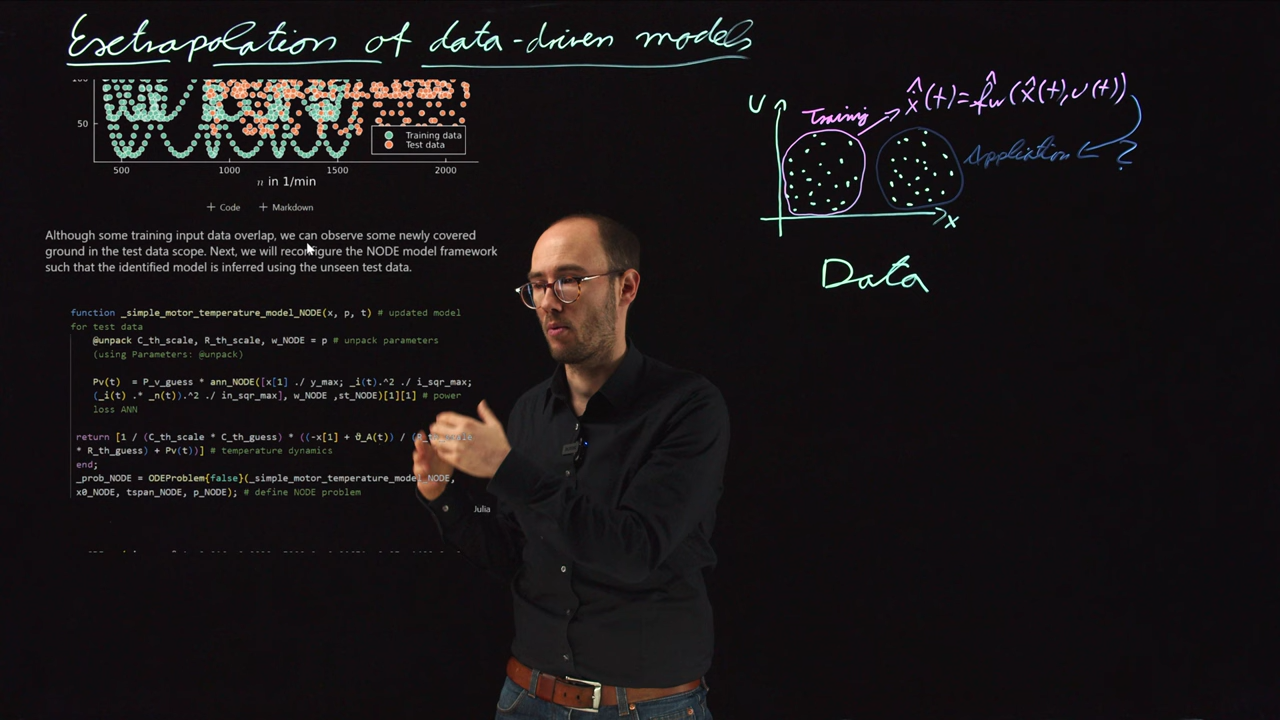 Exctrapolation of data-driven models
100
50
Training data
Test data
500 1000 1500 2000
n in 1/min
+ Code + Markdown
Although some training input data overlap, we can observe some newly covered
ground in the test data scope. Next, we will reconfigure the NODE model framework
such that the identified model is inferred using the unseen test data.
function _simple_motor_temperature_model_NODE(x, p, t) # updated model
for test data
@unpack C_th_scale, R_th_scale, w_NODE = p # unpack parameters
(using Parameters: @unpack)
Pv(t) = P_v_guess * ann_NODE([x[1] ./ y_max; _i(t).^2 ./ i_sqr_max;
(_i(t) .* _n(t)).^2 ./ in_sqr_max], w_NODE ,st_NODE)[1][1] # power
loss ANN
return [1 / (C_th_scale * C_th_guess) * ((-x[1] + ϑ_A(t)) / (R_th_scale
* R_th_guess) + Pv(t))] # temperature dynamics
end;
_prob_NODE = ODEProblem{false}(_simple_motor_temperature_model_NODE,
x0_NODE, tspan_NODE, p_NODE); # define NODE problem
Julia
U
Training
x̂(t)=f̂w(x̂(t),u(t))
Application ?
x
Data